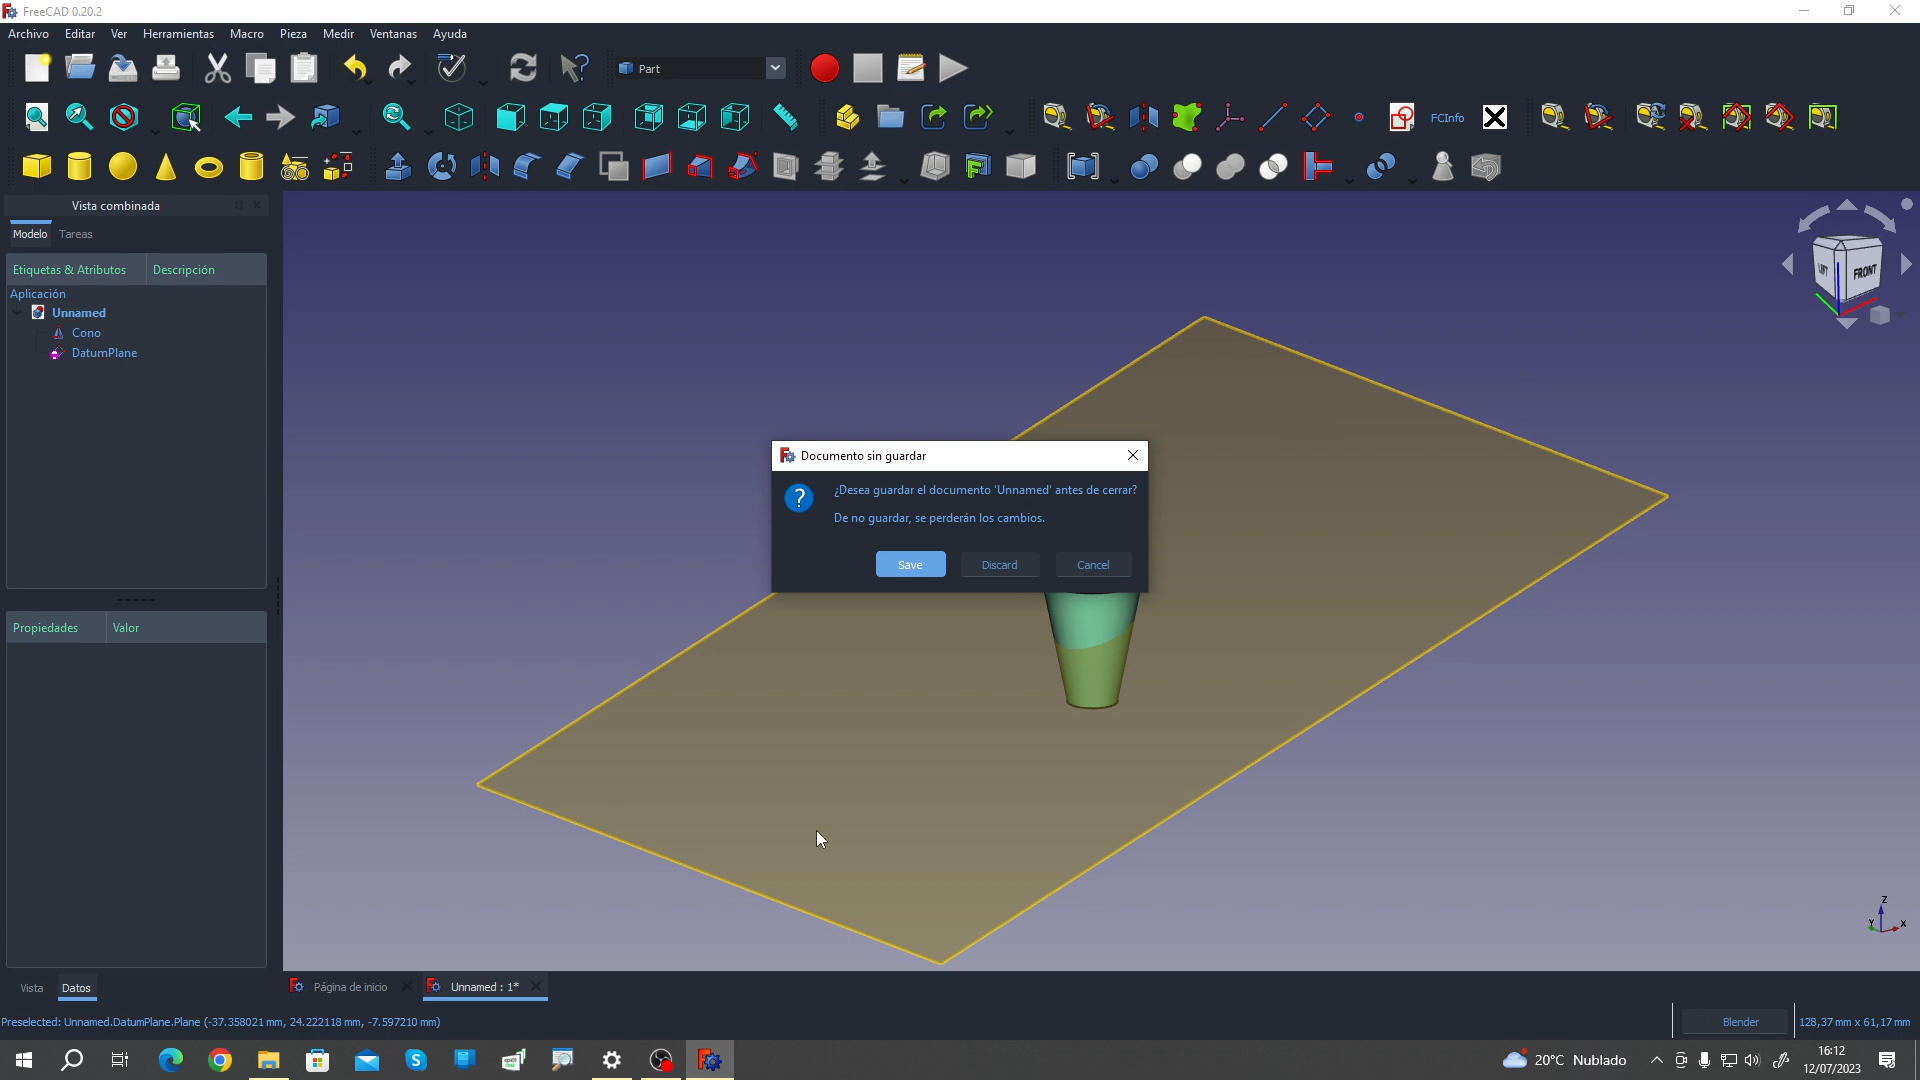 FreeCAD 0.20.2
Archivo Editar Ver Herramientas Macro Pieza Medir Ventanas Ayuda
Part
FCInfo
Vista combinada
Modelo Tareas
Etiquetas & Atributos Descripción
Aplicación
Unnamed
Cono
DatumPlane
LEFT FRONT
Documento sin guardar
¿Desea guardar el documento 'Unnamed' antes de cerrar?
De no guardar, se perderán los cambios.
Save Discard Cancel
Propiedades Valor
Z
Y X
Vista Datos
Página de inicio Unnamed : 1*
Preselected: Unnamed.DatumPlane.Plane (-37.358021 mm, 24.222118 mm, -7.597210 mm)
Blender 128,37 mm x 61,17 mm
20°C Nublado
16:12
12/07/2023